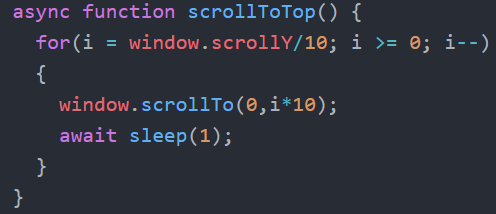 async function scrollToTop() {
  for(i = window.scrollY/10; i >= 0; i--)
  {
    window.scrollTo(0,i*10);
    await sleep(1);
  }
}